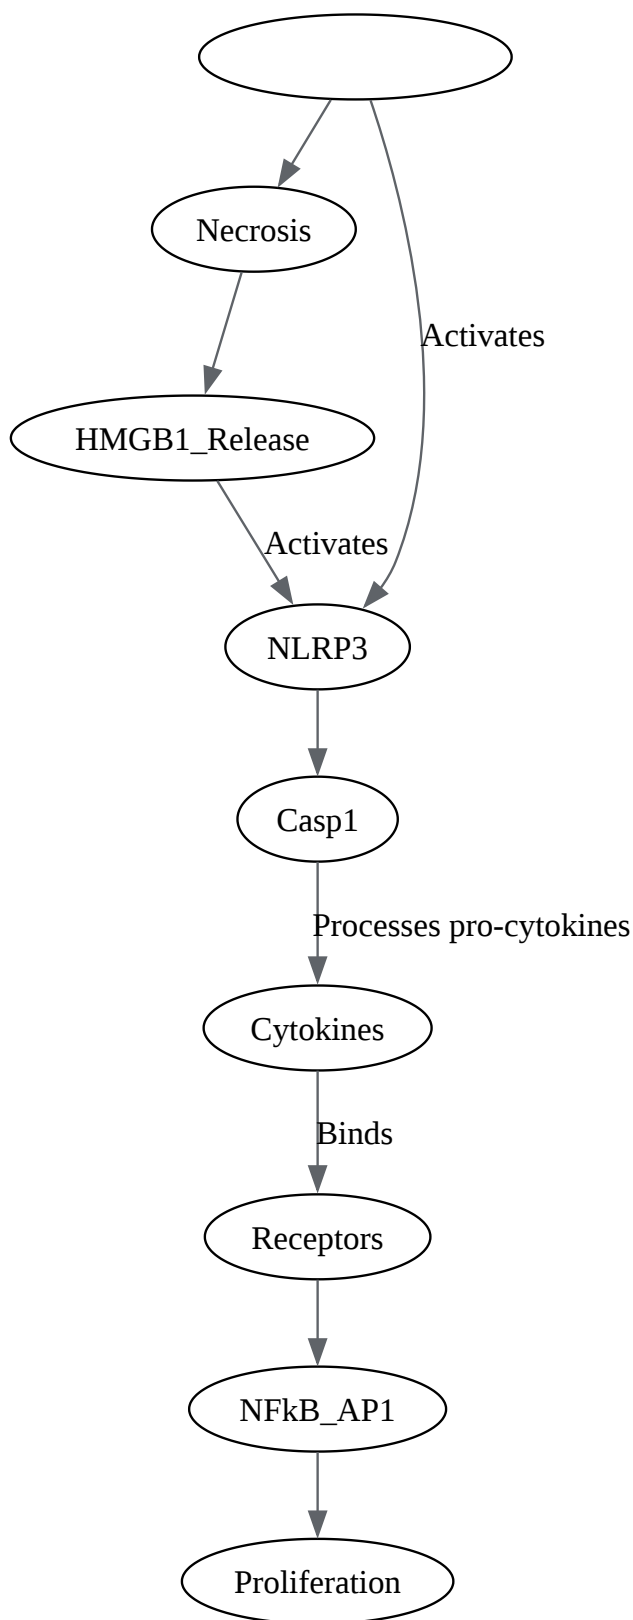 Necrosis
Activates
HMGB1_Release
Activates
NLRP3
Casp1
Processes pro-cytokines
Cytokines
Binds
Receptors
NFkB_AP1
Proliferation